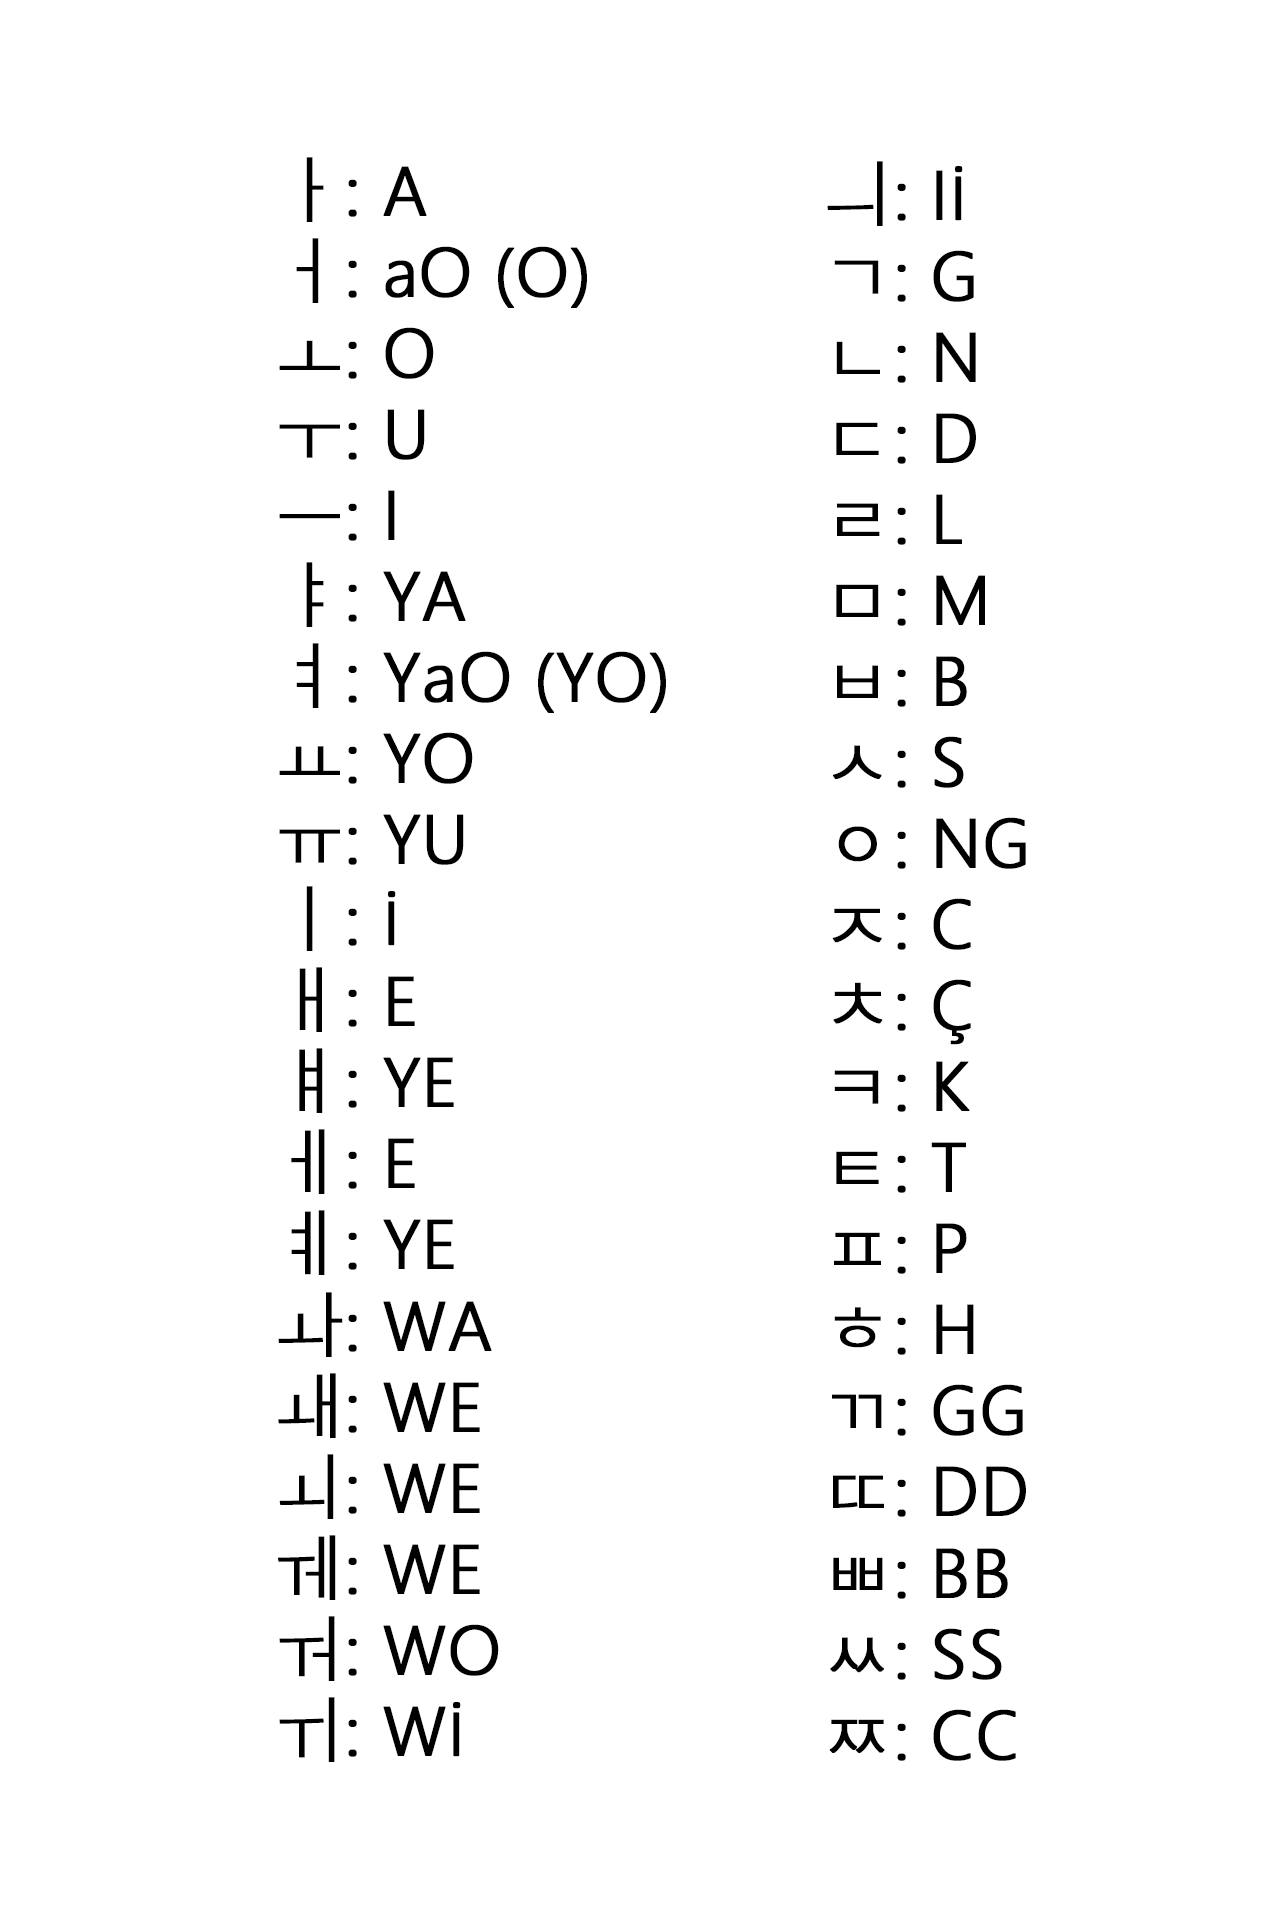 ㅏ: A
ㅓ: aO (O)
ㅗ: O
ㅜ: U
ㅡ: I
ㅑ: YA
ㅕ: YaO (YO)
ㅛ: YO
ㅠ: YU
ㅣ: i
ㅐ: E
ㅒ: YE
ㅔ: E
ㅖ: YE
ㅘ: WA
ㅙ: WE
ㅚ: WE
ㅞ: WE
ㅝ: WO
ㅟ: Wi
ㅢ: Ii
ㄱ: G
ㄴ: N
ㄷ: D
ㄹ: L
ㅁ: M
ㅂ: B
ㅅ: S
ㅇ: NG
ㅈ: C
ㅊ: Ç
ㅋ: K
ㅌ: T
ㅍ: P
ㅎ: H
ㄲ: GG
ㄸ: DD
ㅃ: BB
ㅆ: SS
ㅉ: CC